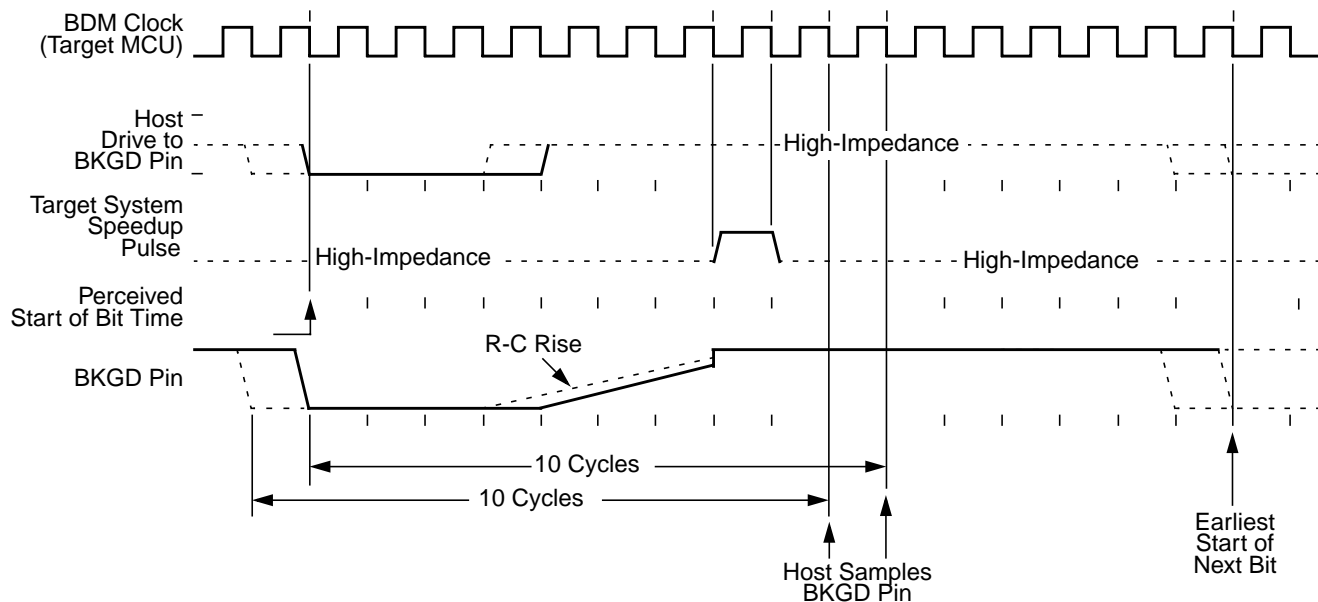 BDM Clock
(Target MCU)
Host
Drive to
BKGD Pin
High-Impedance
Target System
Speedup
Pulse
High-Impedance
High-Impedance
Perceived
Start of Bit Time
R-C Rise
BKGD Pin
10 Cycles
10 Cycles
Host Samples
BKGD Pin
Earliest
Start of
Next Bit